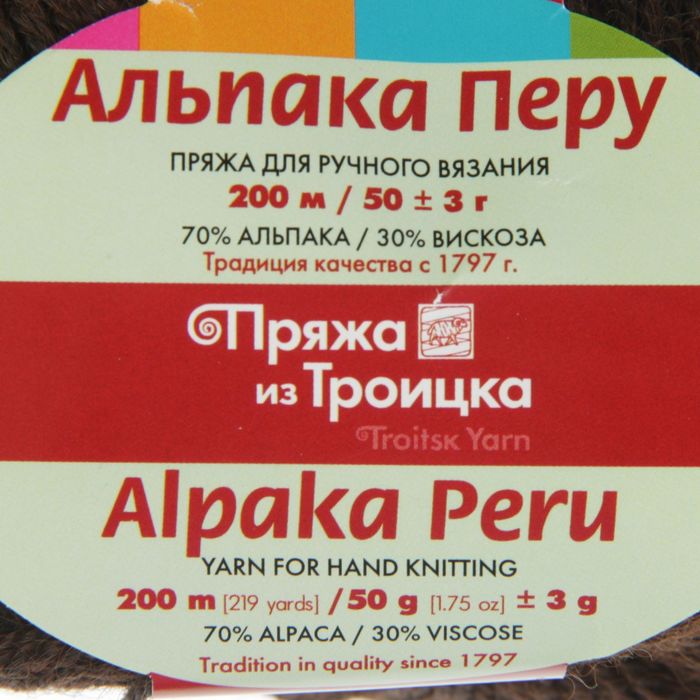 Альпака Перу
ПРЯЖА ДЛЯ РУЧНОГО ВЯЗАНИЯ
200 м / 50 ± 3 г
70% АЛЬПАКА / 30% ВИСКОЗА
Традиция качества с 1797 г.
Пряжа
из Троицка
Troitsk Yarn
Alpaka Peru
YARN FOR HAND KNITTING
200 m [219 yards] / 50 g [1.75 oz] ± 3 g
70% ALPACA / 30% VISCOSE
Tradition in quality since 1797